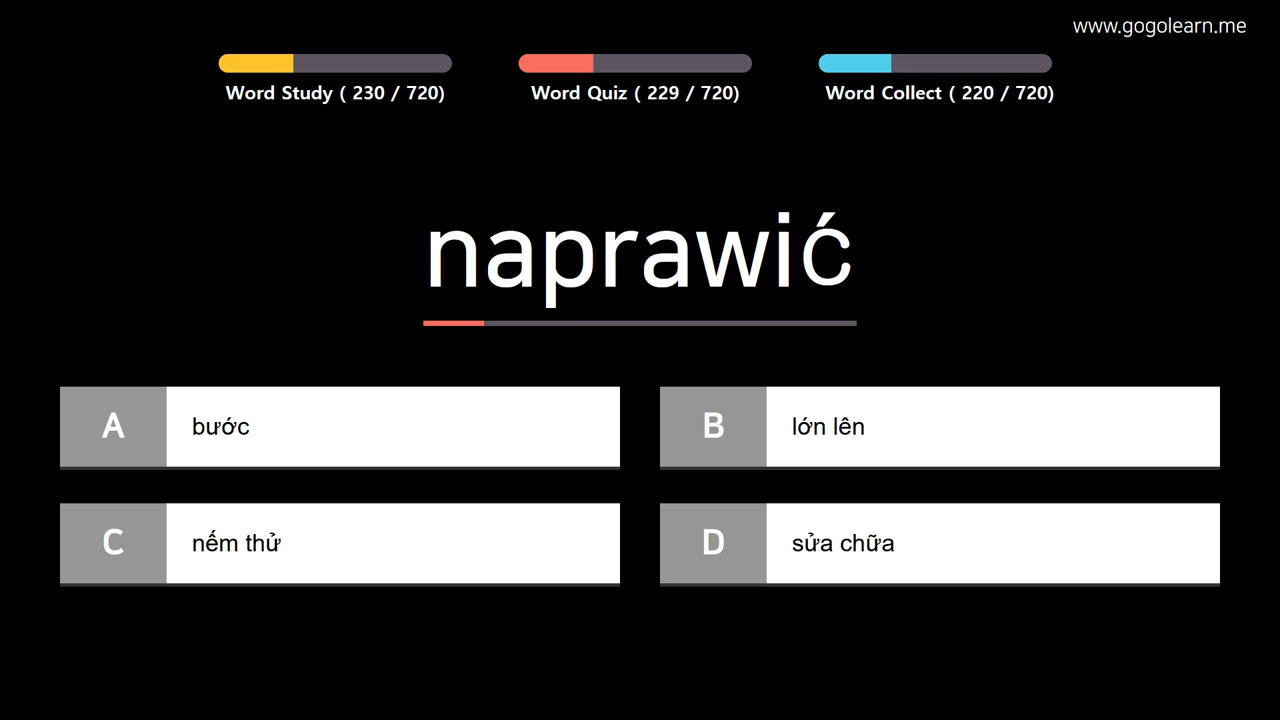 www.gogolearn.me
Word Study ( 230 / 720)
Word Quiz ( 229 / 720)
Word Collect ( 220 / 720)
naprawić
A
bước
B
lớn lên
C
nếm thử
D
sửa chữa